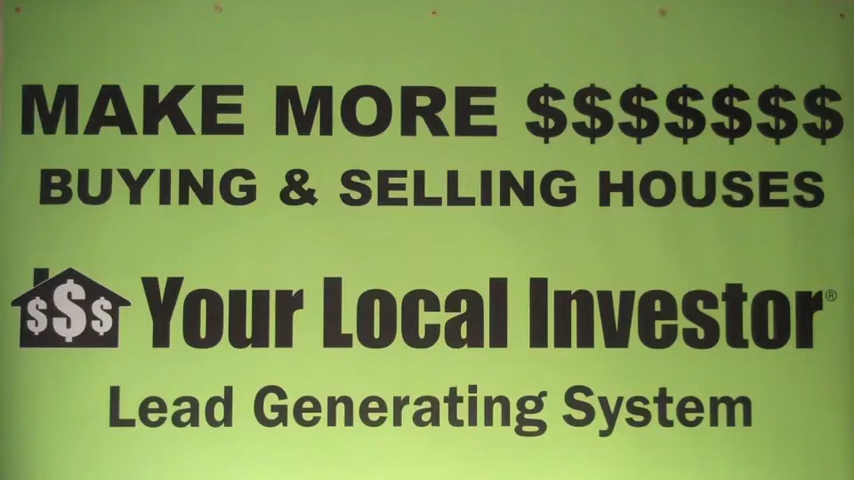 MAKE MORE $$$$$$$
BUYING & SELLING HOUSES
$$$ Your Local Investor®
Lead Generating System